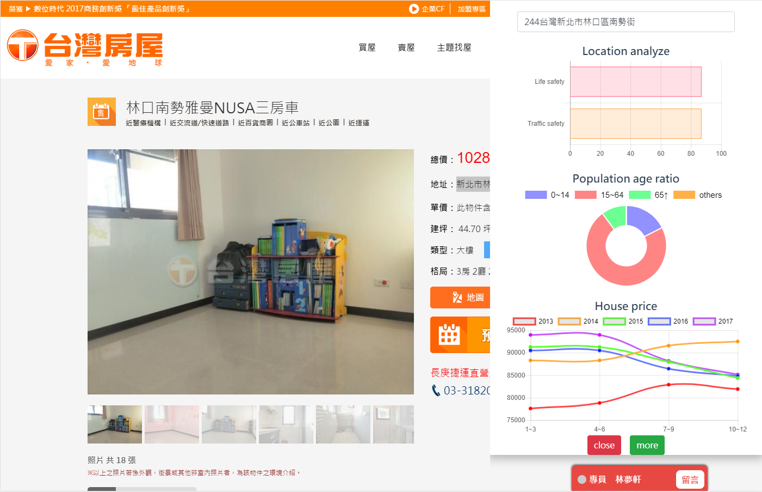 榮獲 ▶ 數位時代 2017商務創新獎「最佳產品創新獎」
企業CF
加盟專區
台灣房屋
愛家・愛地球
買屋
賣屋
主題找屋
林口南勢雅曼NUSA三房車
近醫療機構 | 近交流道/快速道路 | 近百貨商圈 | 近公車站 | 近公園 | 近捷運
台灣房屋
總價：1028
地址：新北市林
單價：此物件含
建坪： 44.70 坪
類型：大樓
格局：3房 2廳 2
地圖
預
長庚捷運直營
03-31820
照片共 18 張
※以上之照片若係外觀，街景或其他非室內照片者，為該物件之環境介紹。
244台灣新北市林口區南勢街
Location analyze
Life safety
Traffic safety
0 20 40 60 80 100
Population age ratio
0~14 15~64 65↑ others
House price
2013 2014 2015 2016 2017
95000
90000
85000
80000
75000
1~3 4~6 7~9 10~12
close
more
專員 林夢軒
留言